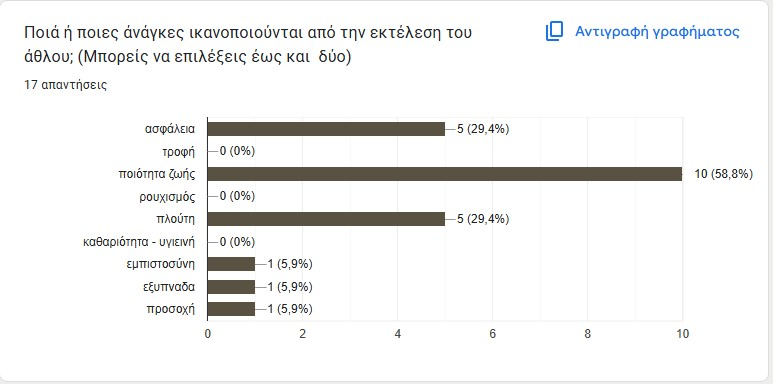 Ποιά ή ποιες άνάγκες ικανοποιούνται από την εκτέλεση του
άθλου; (Μπορείς να επιλέξεις έως και  δύο)
Αντιγραφή γραφήματος
17 απαντήσεις
ασφάλεια 5 (29,4%)
τροφή 0 (0%)
ποιότητα ζωής 10 (58,8%)
ρουχισμός 0 (0%)
πλούτη 5 (29,4%)
καθαριότητα - υγιεινή 0 (0%)
εμπιστοσύνη 1 (5,9%)
εξυπναδα 1 (5,9%)
προσοχή 1 (5,9%)
0 2 4 6 8 10